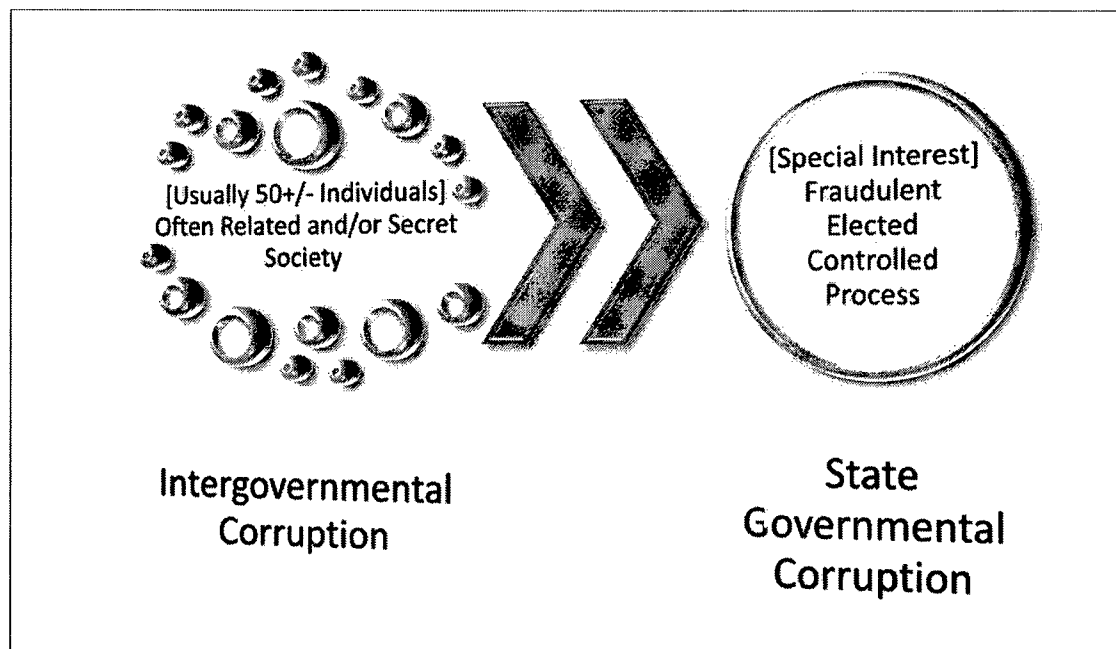 [Usually 50+/- Individuals]
Often Related and/or Secret
Society
[Special Interest]
Fraudulent
Elected
Controlled
Process
Intergovernmental
Corruption
State
Governmental
Corruption